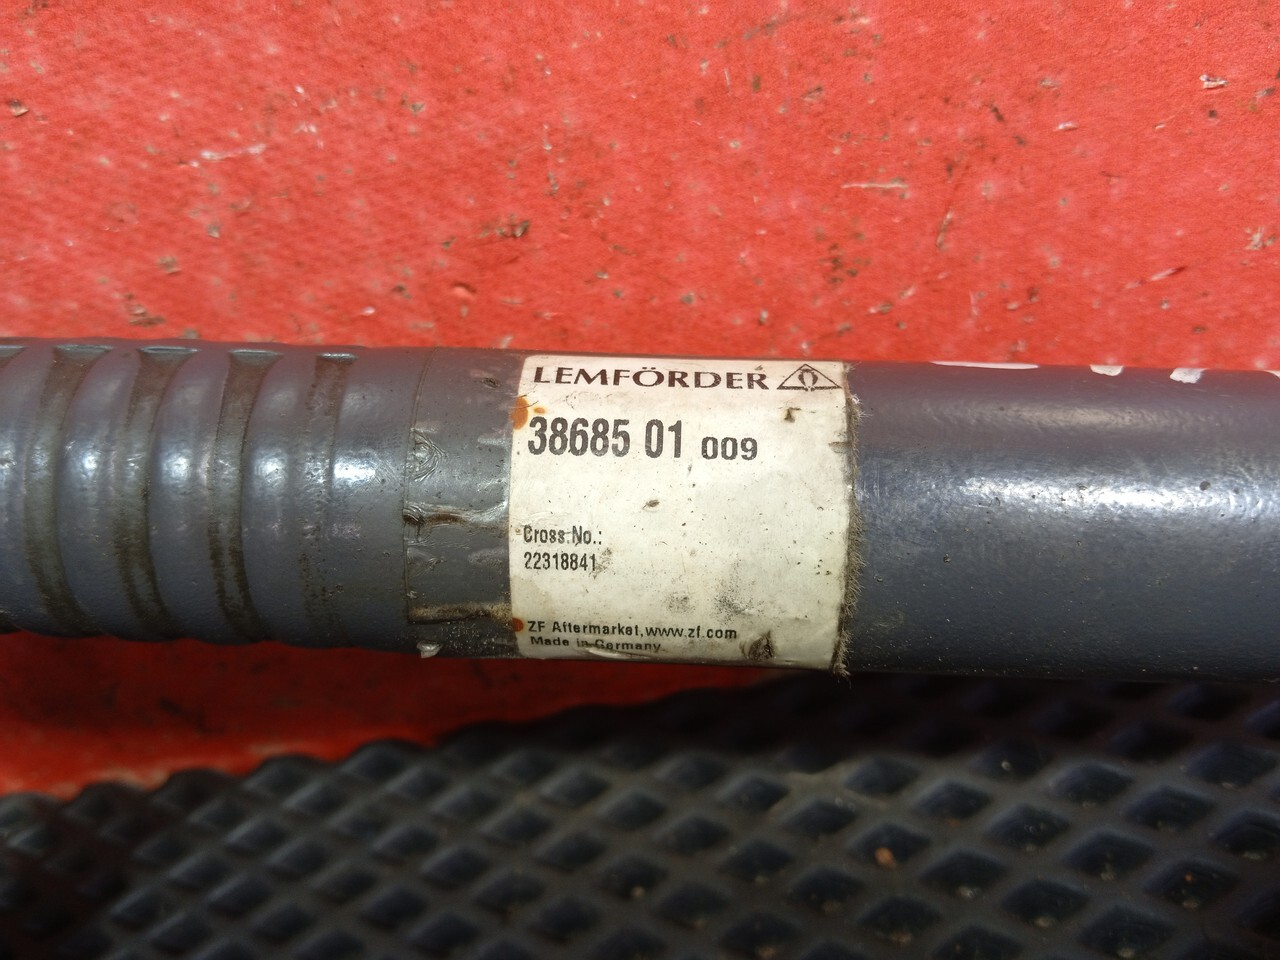 LEMFÖRDER
38685 01 009
Cross.No.:
22318841
ZF Aftermarket,www.zf.com
Made in Germany